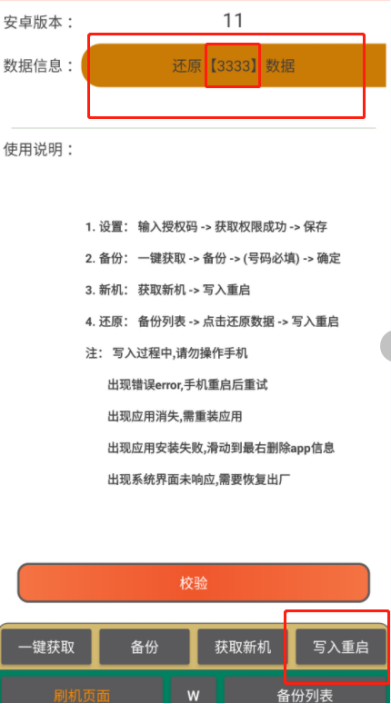 安卓版本： 11
数据信息： 还原【3333】数据
使用说明：
1. 设置： 输入授权码 -> 获取权限成功 -> 保存
2. 备份： 一键获取 -> 备份 -> (号码必填) -> 确定
3. 新机： 获取新机 -> 写入重启
4. 还原： 备份列表 -> 点击还原数据 -> 写入重启
注： 写入过程中,请勿操作手机
出现错误error,手机重启后重试
出现应用消失,需重装应用
出现应用安装失败,滑动到最右删除app信息
出现系统界面未响应,需要恢复出厂
校验
一键获取 备份 获取新机 写入重启
刷机页面 W 备份列表